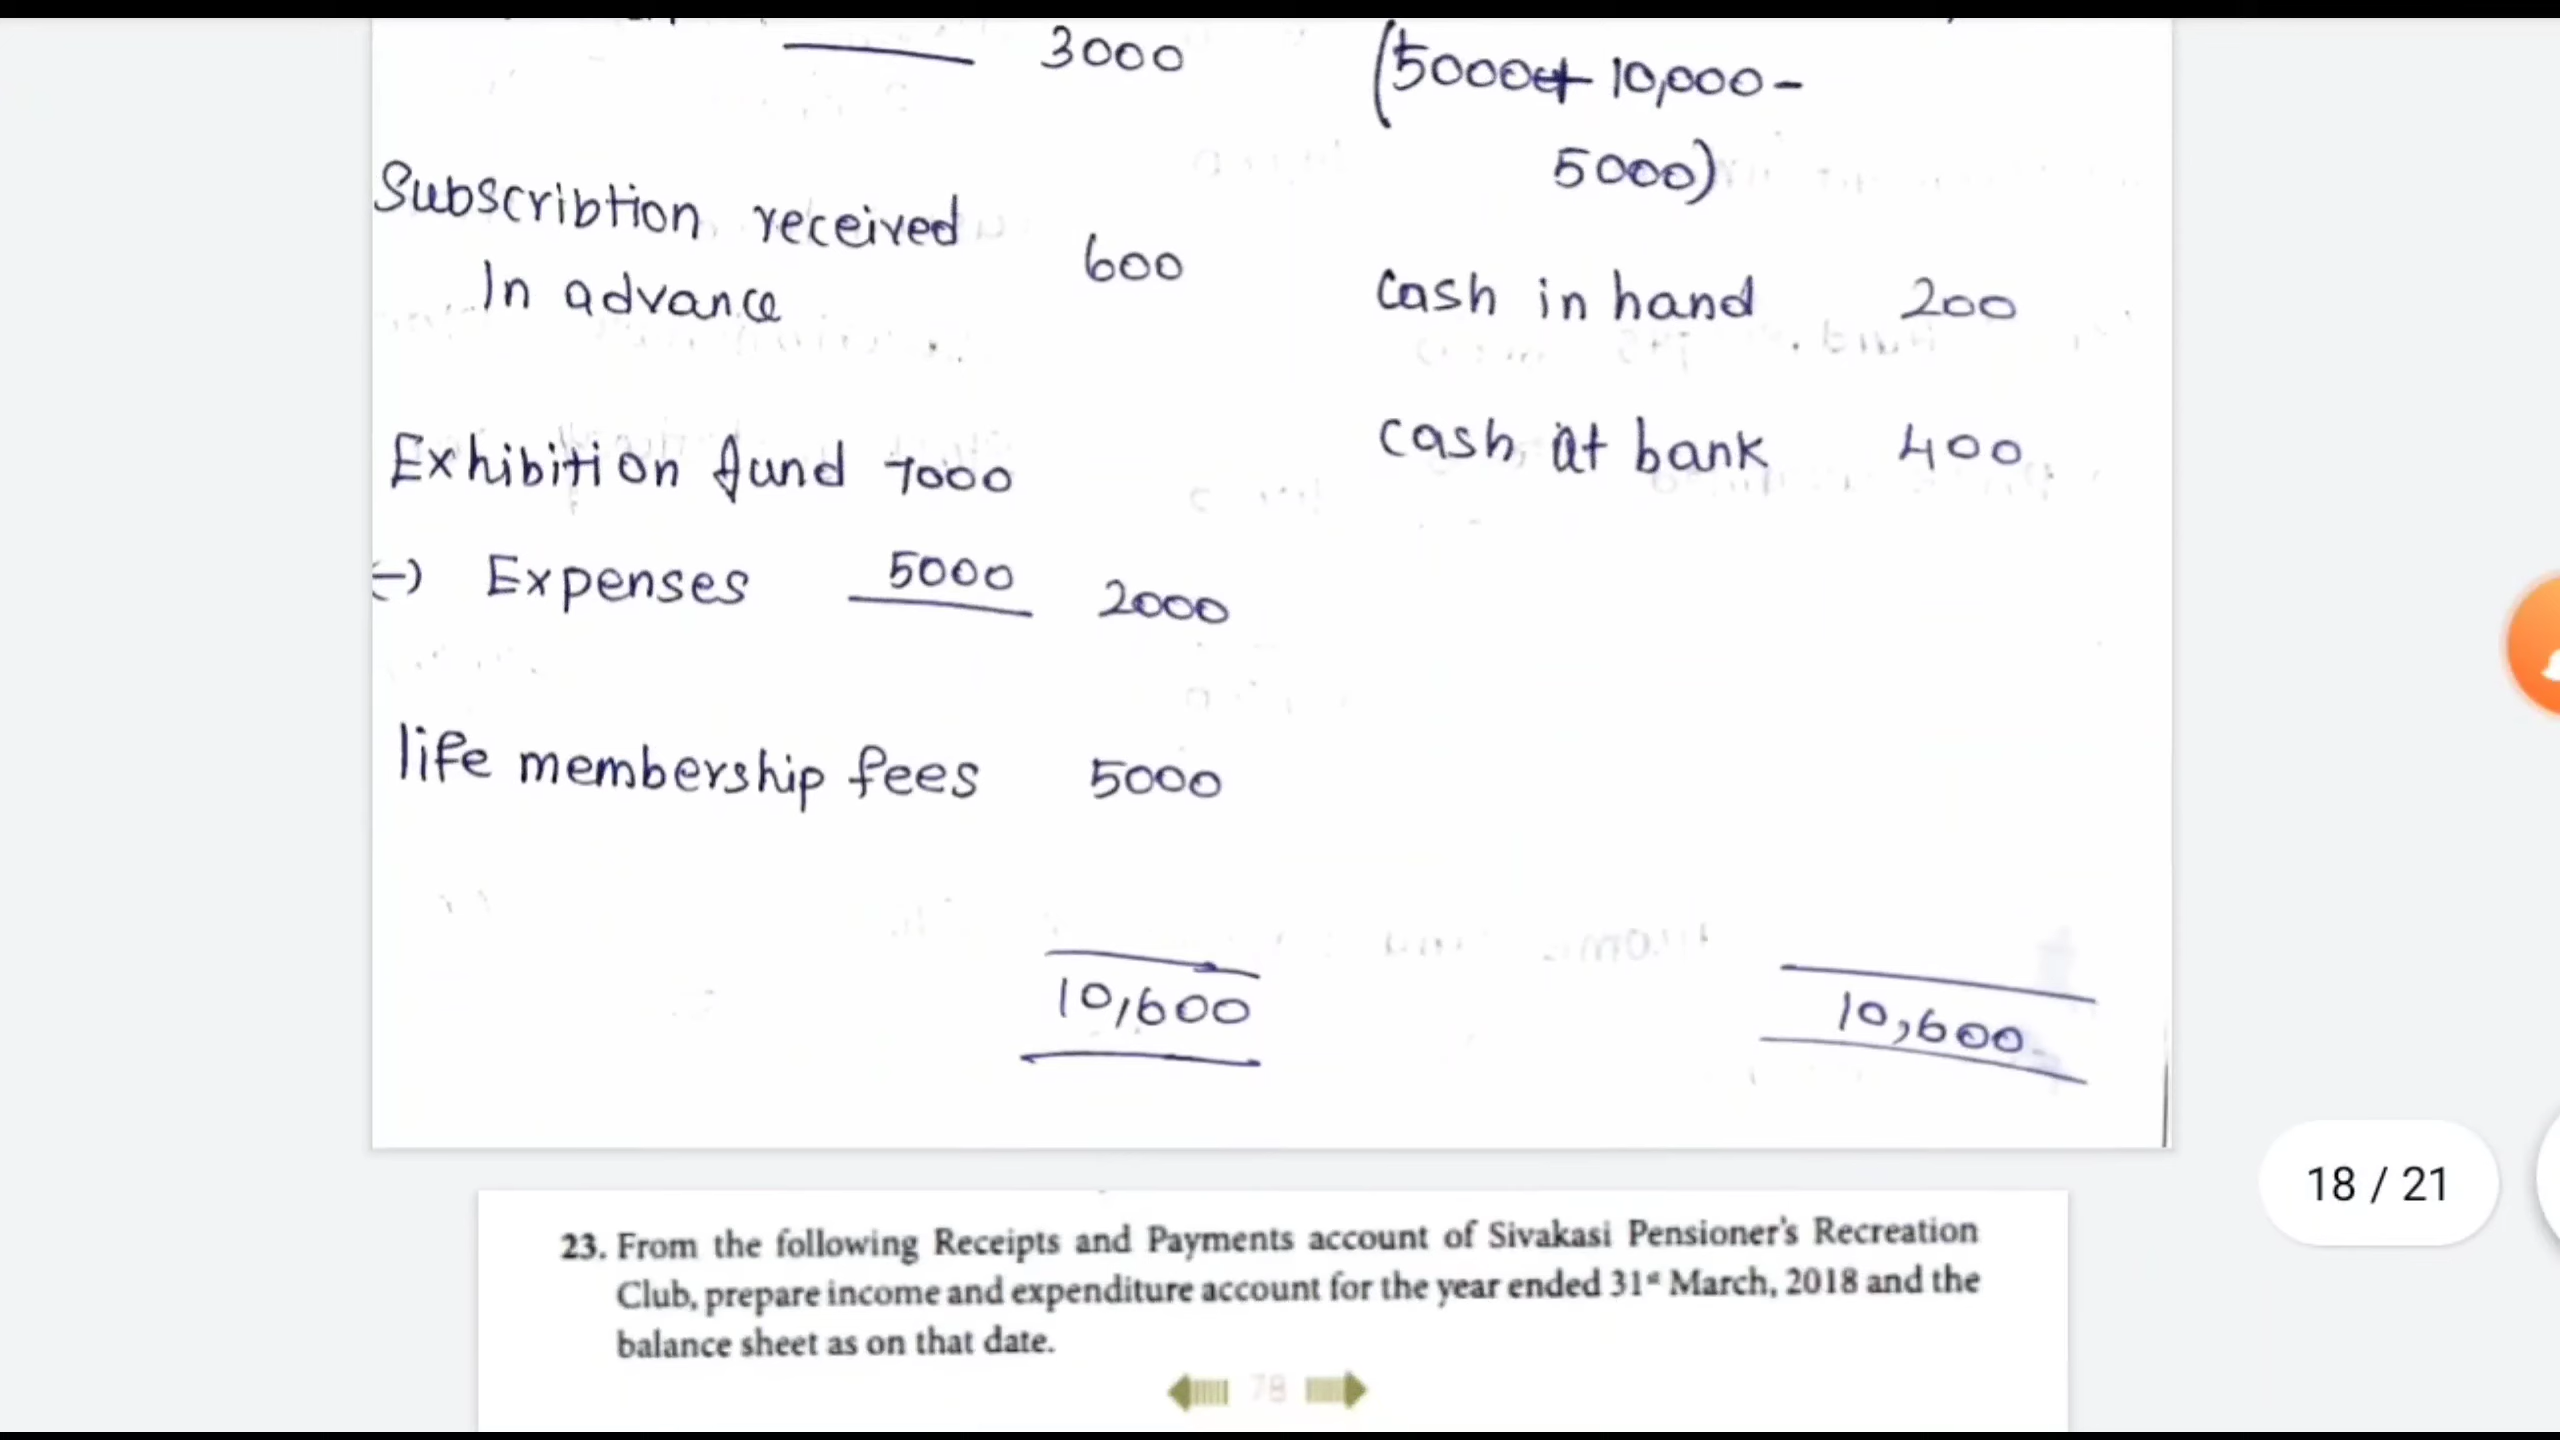 3000
(5000+ 10,000-
5000)
Subscribtion received
In advance
600
cash in hand 200
cash at bank 400
Exhibition fund 7000
(-) Expenses 5000 2000
life membership fees 5000
10,600
10,600
18 / 21
23. From the following Receipts and Payments account of Sivakasi Pensioner's Recreation
Club, prepare income and expenditure account for the year ended 31st March, 2018 and the
balance sheet as on that date.
78